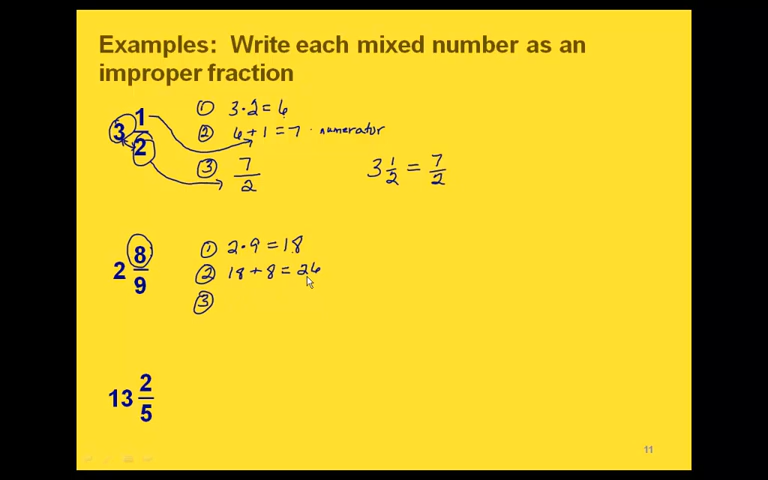 Examples: Write each mixed number as an
improper fraction
3 1/2
① 3·2=6
② 6+1=7 · numerator
③ 7/2
3 1/2 = 7/2
2 8/9
① 2·9=18
② 18+8=26
③
13 2/5
11